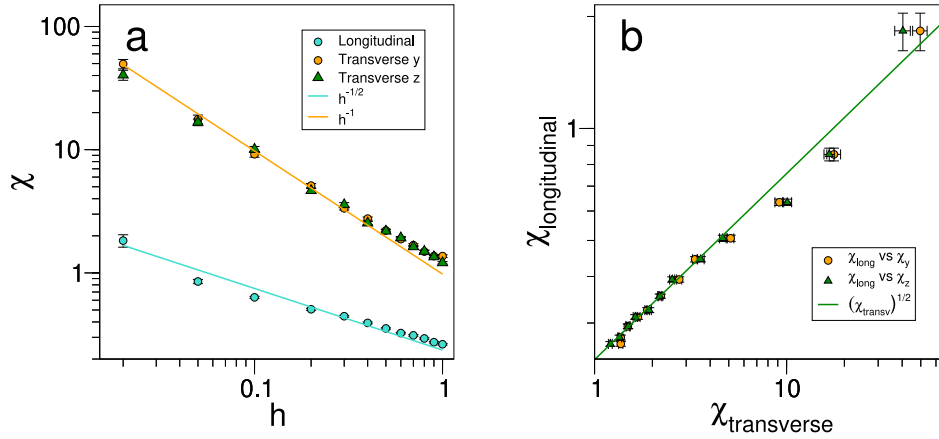 a
100
10
1
χ
0.1
1
h
Longitudinal
Transverse y
Transverse z
h^-1/2
h^-1
b
1
χ_longitudinal
1
10
χ_transverse
χ_long vs χ_y
χ_long vs χ_z
(χ_transv)^1/2